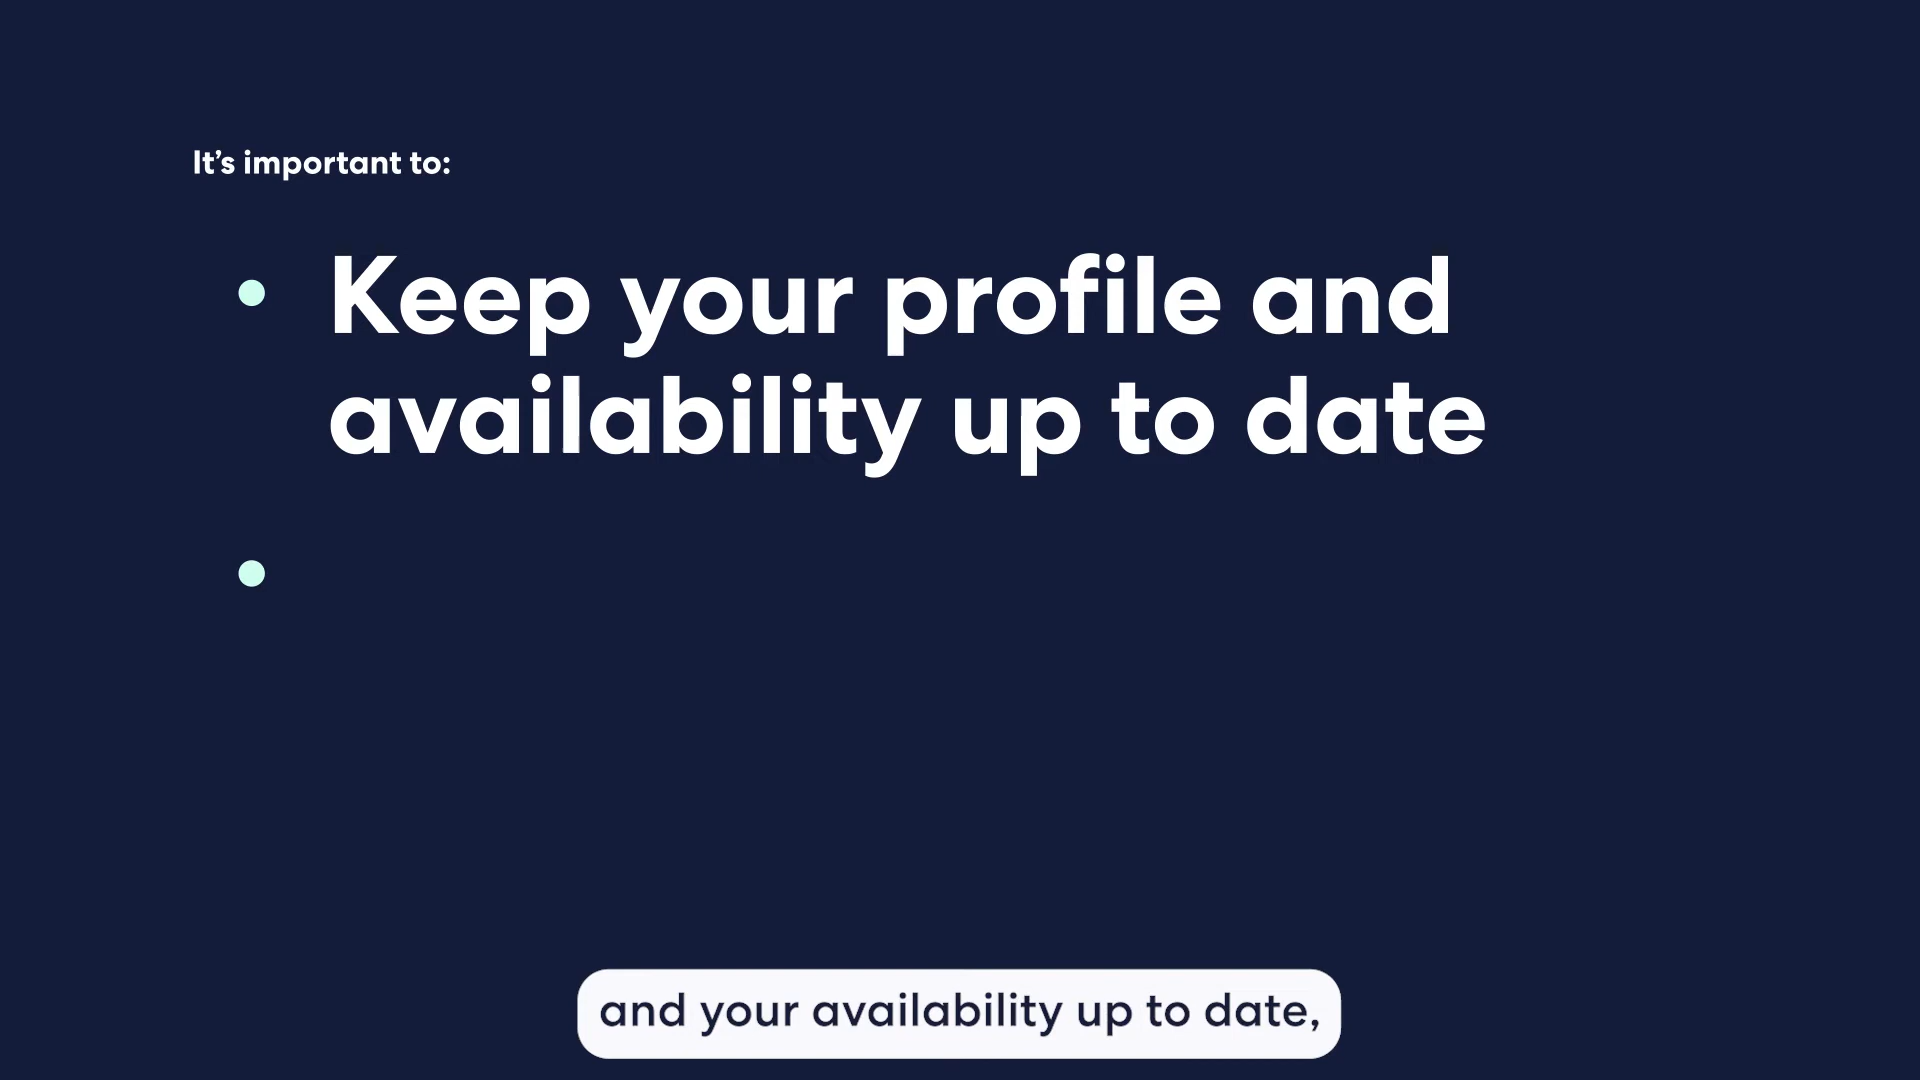 It’s important to:
Keep your profile and
availability up to date
and your availability up to date,